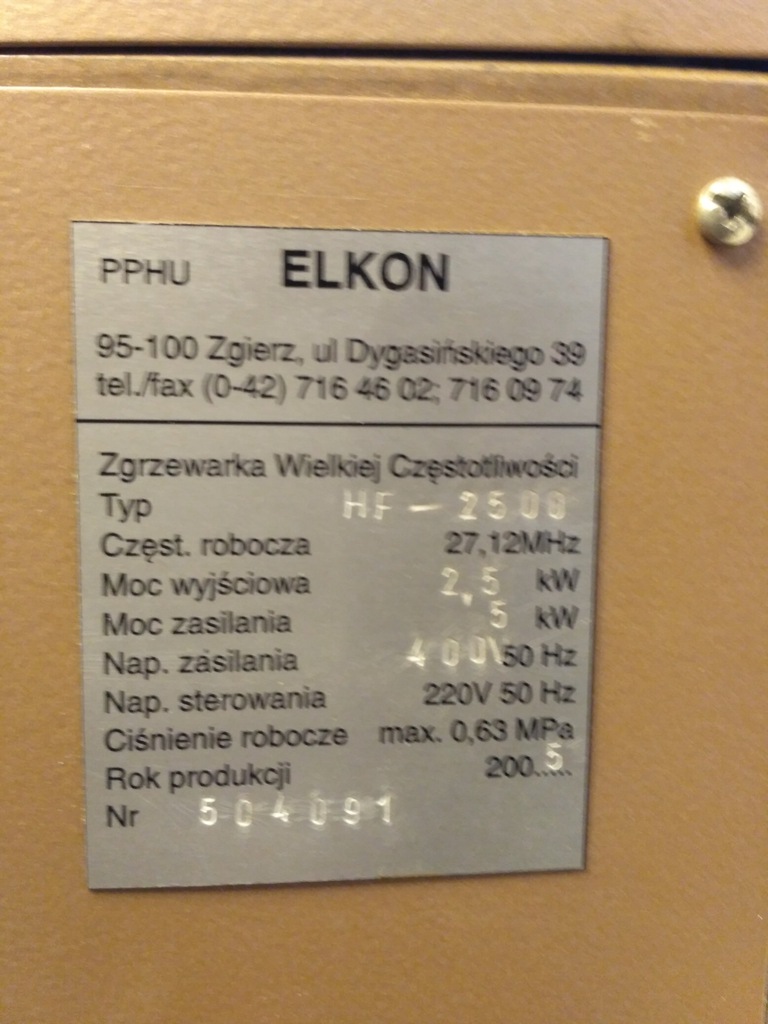 PPHU ELKON
95-100 Zgierz, ul Dygasińskiego 39
tel./fax (0-42) 716 46 02; 716 09 74
Zgrzewarka Wielkiej Częstotliwości
Typ HF - 2500
Częst. robocza 27,12MHz
Moc wyjściowa 2,5 kW
Moc zasilania 5 kW
Nap. zasilania 400V 50 Hz
Nap. sterowania 220V 50 Hz
Ciśnienie robocze max. 0,63 MPa
Rok produkcji 200..5..
Nr 504091